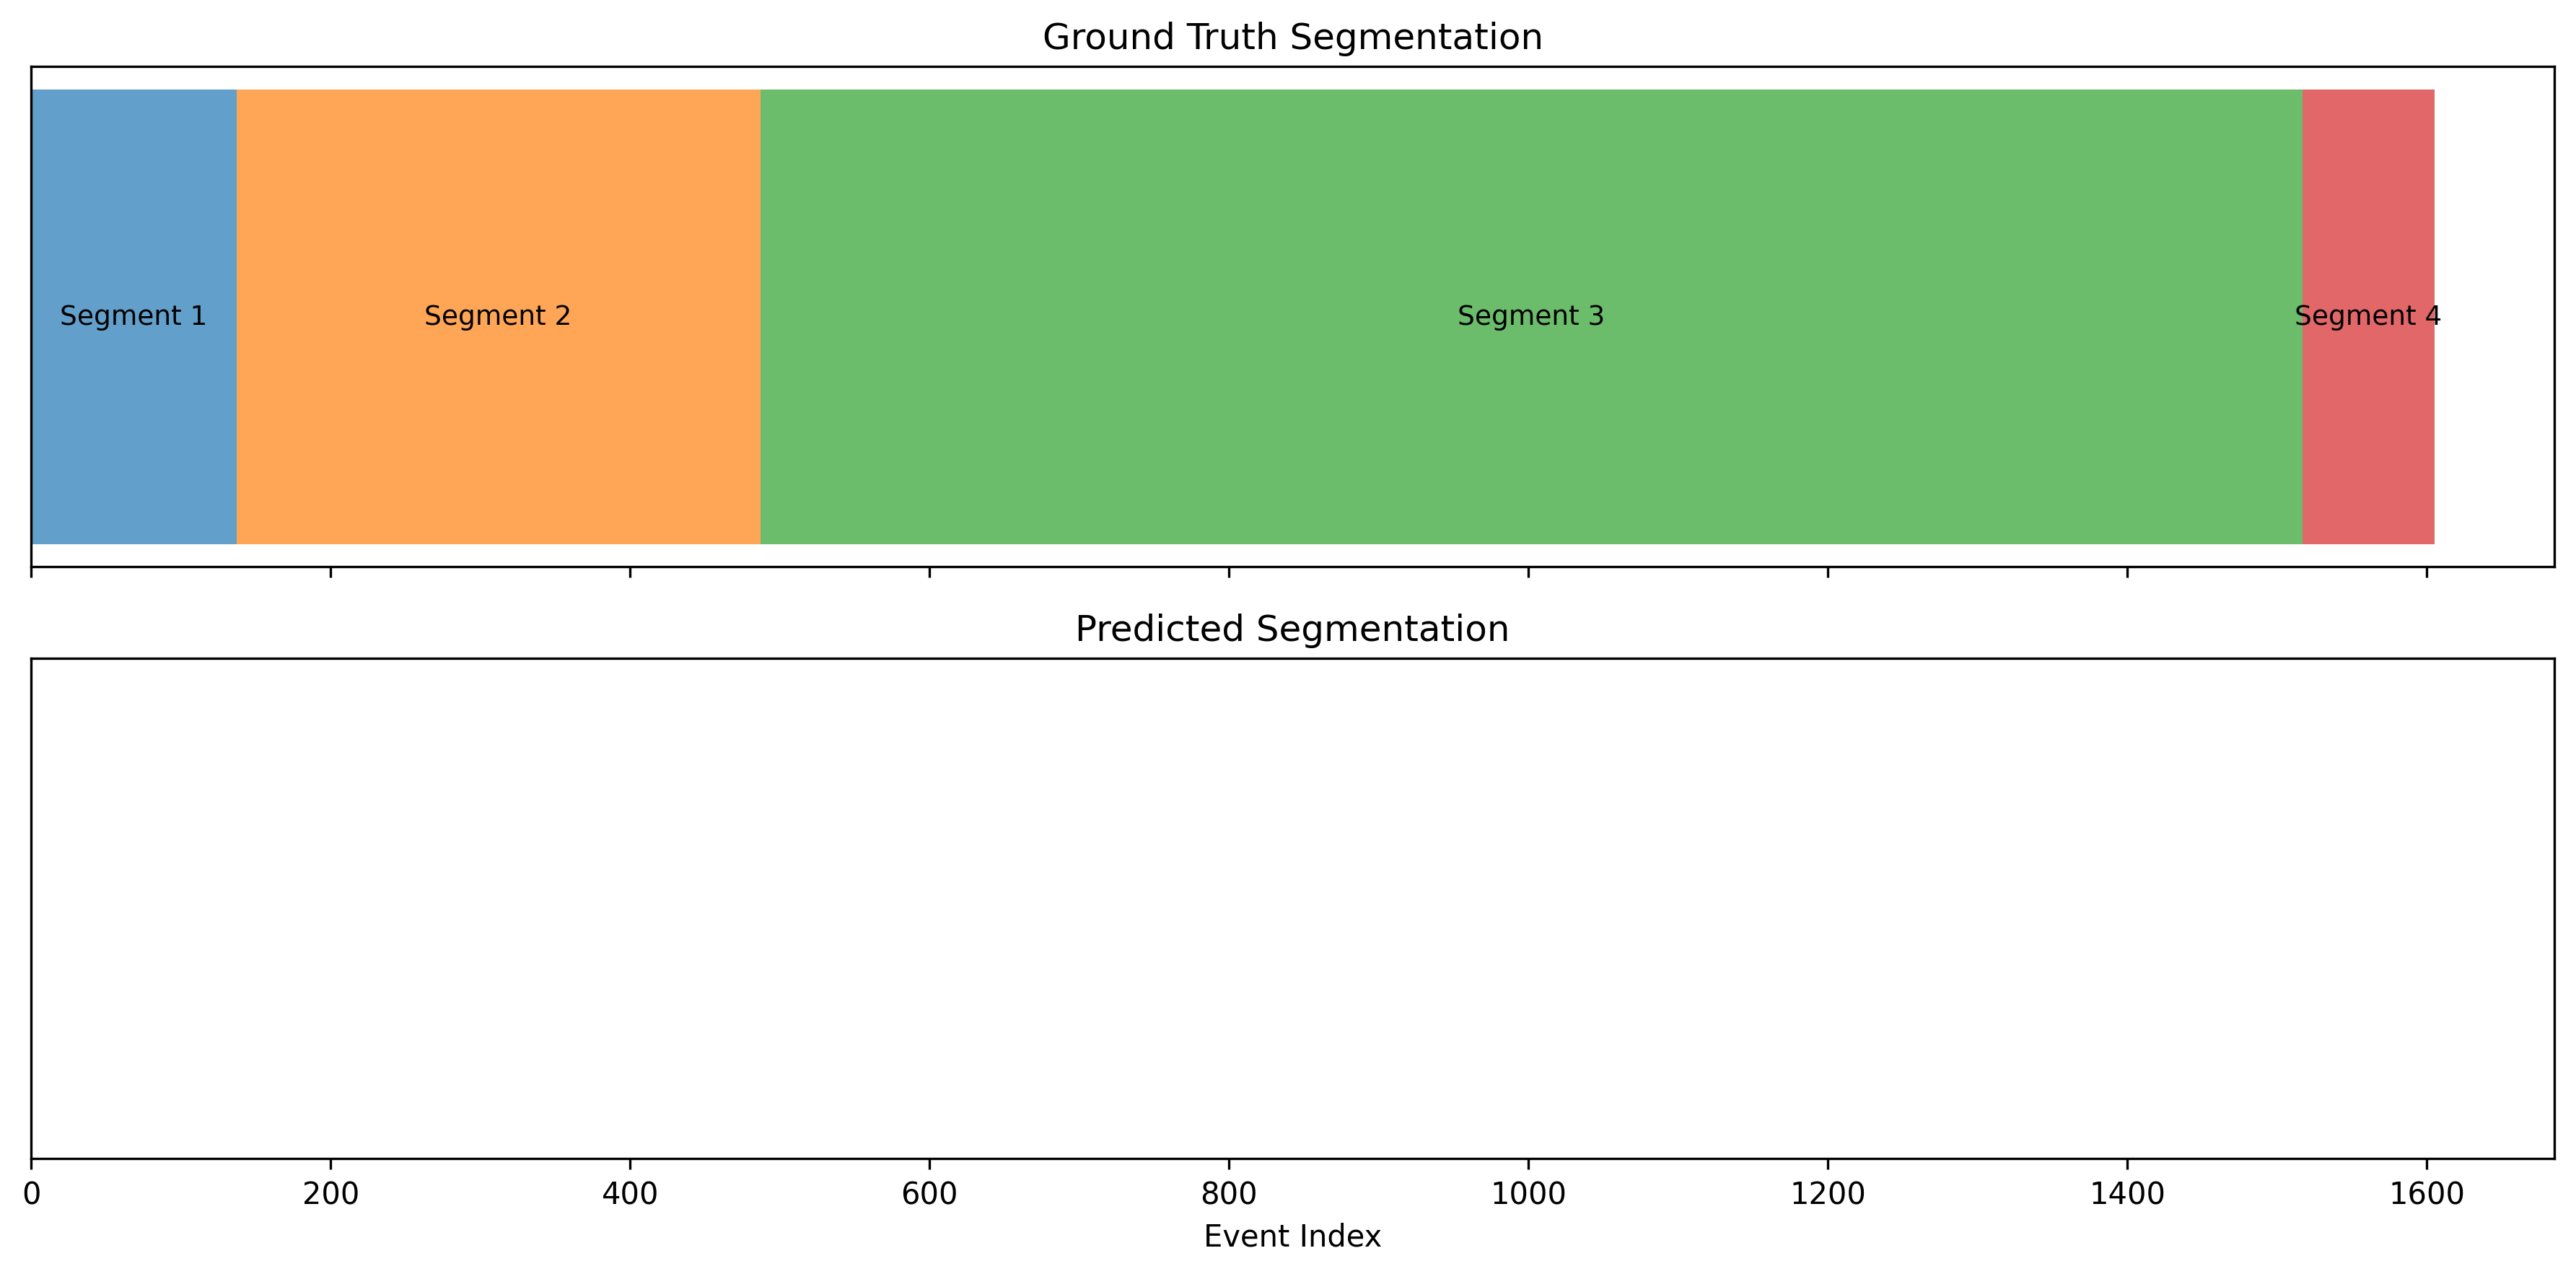 Ground Truth Segmentation
Segment 1 Segment 2 Segment 3 Segment 4
Predicted Segmentation
0 200 400 600 800 1000 1200 1400 1600
Event Index